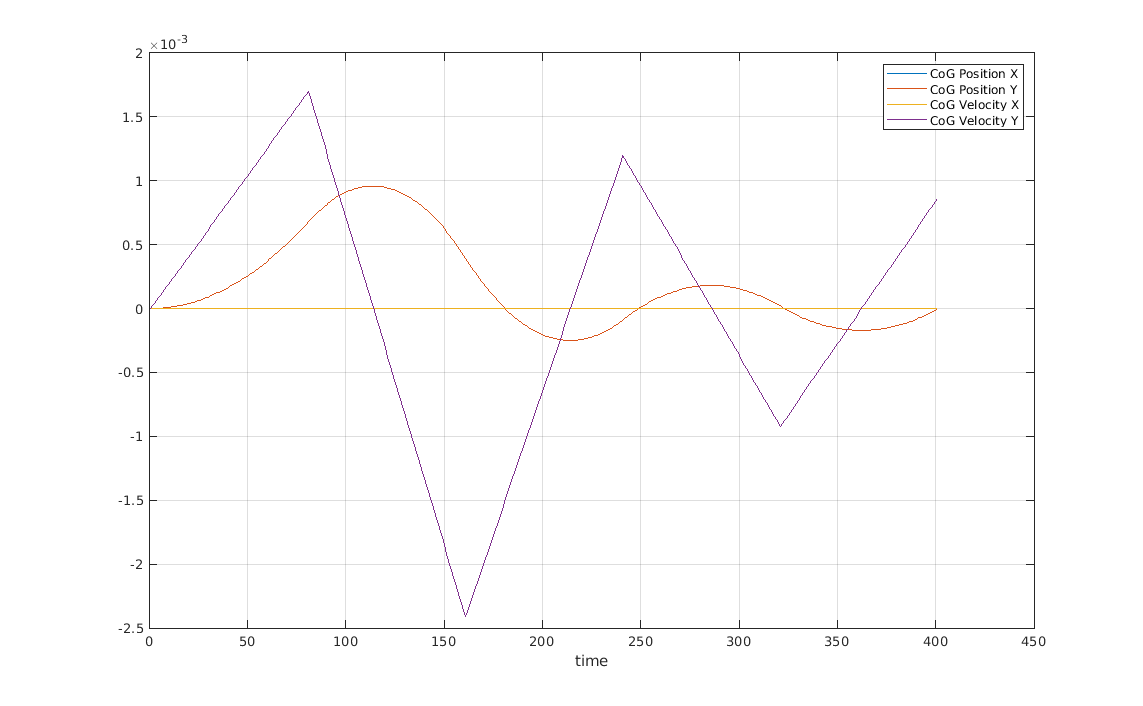 ×10-3
2
1.5
1
0.5
0
-0.5
-1
-1.5
-2
-2.5
0 50 100 150 200 250 300 350 400 450
time
CoG Position X
CoG Position Y
CoG Velocity X
CoG Velocity Y